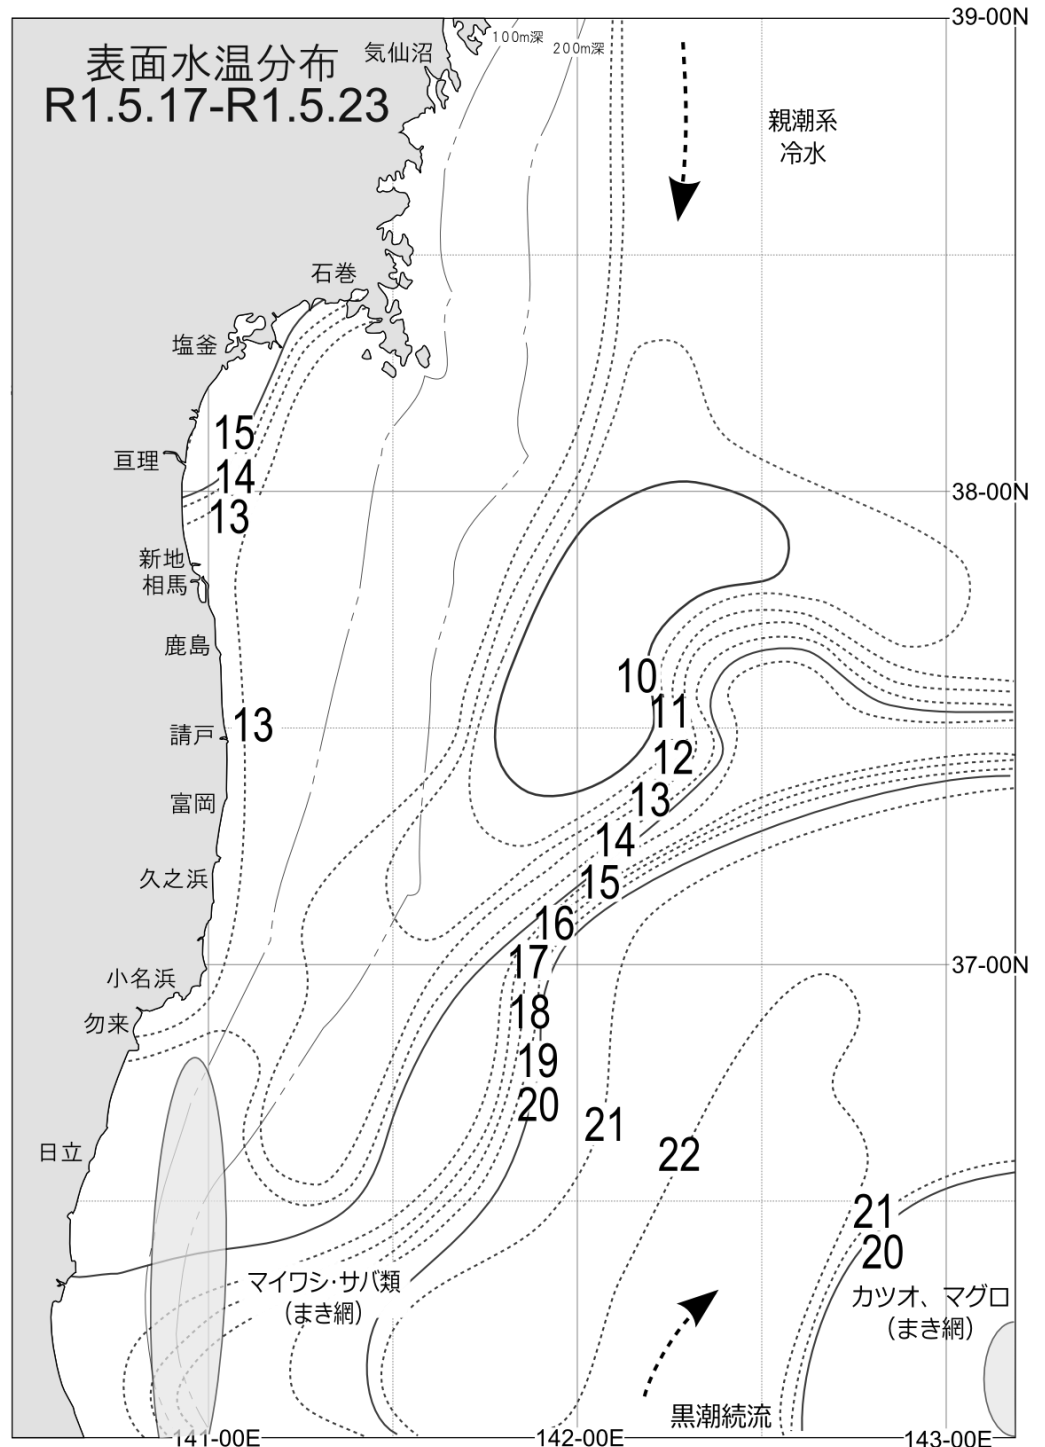 39-00N
表面水温分布
R1.5.17-R1.5.23
気仙沼
100m深
200m深
親潮系
冷水
石巻
塩釜
15
亘理
14
38-00N
13
新地
相馬
鹿島
10
11
請戸
13
12
富岡
13
14
久之浜
15
16
小名浜
17
37-00N
勿来
18
19
20
21
日立
22
21
20
マイワシ・サバ類
(まき網)
カツオ、マグロ
(まき網)
黒潮続流
141-00E
142-00E
143-00E